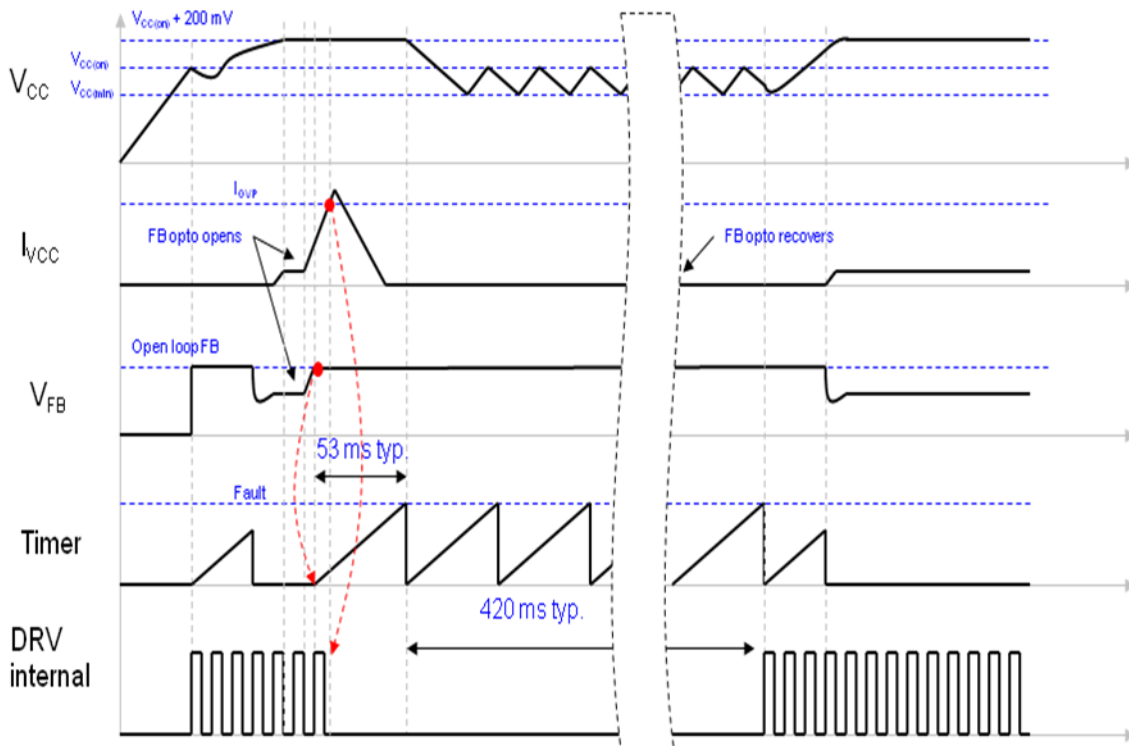 VCC(on) + 200 mV
VCC(on)
VCC(min)
VCC
IOVP
FB opto opens
FB opto recovers
IVCC
Open loop FB
VFB
53 ms typ.
Fault
Timer
420 ms typ.
DRV
internal